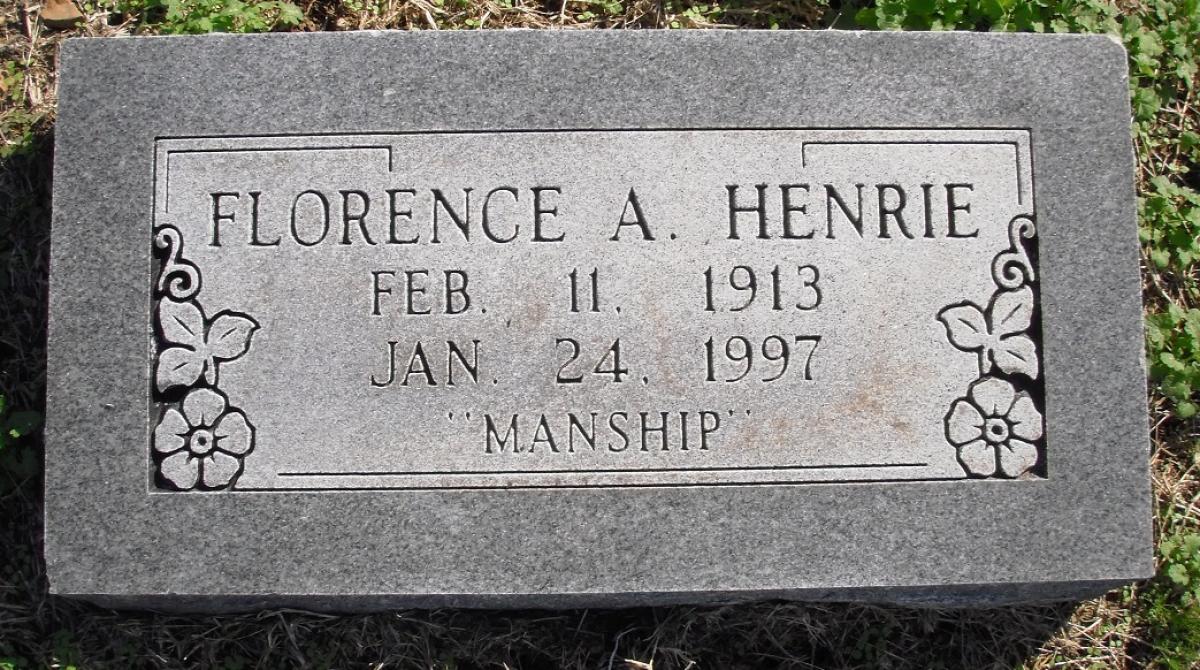 FLORENCE A. HENRIE
FEB. 11, 1913
JAN. 24, 1997
"MANSHIP"